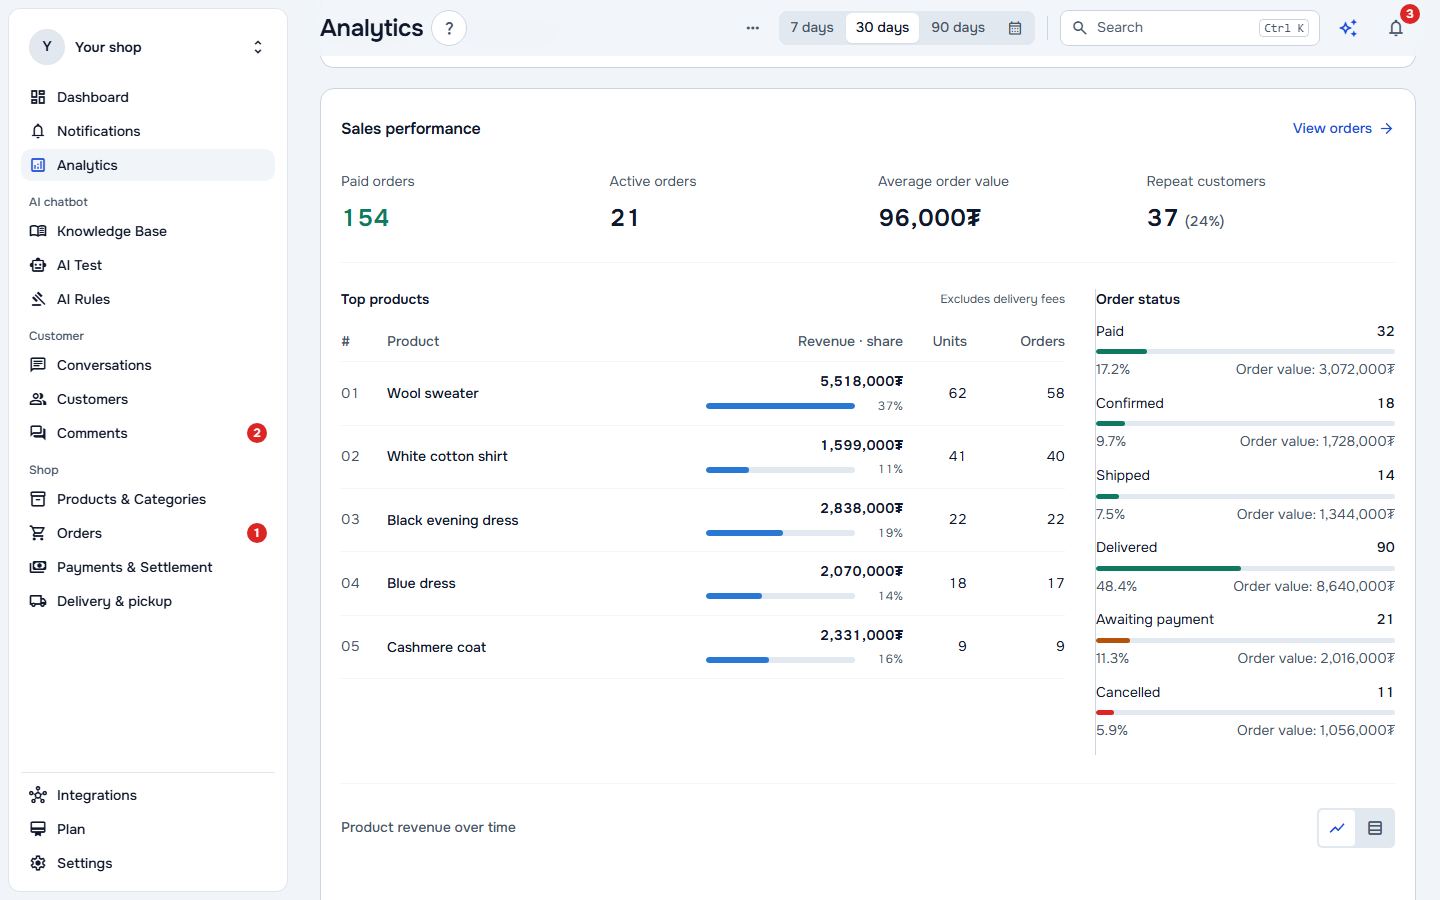 Y Your shop
Dashboard
Notifications
Analytics
AI chatbot
Knowledge Base
AI Test
AI Rules
Customer
Conversations
Customers
Comments 2
Shop
Products & Categories
Orders 1
Payments & Settlement
Delivery & pickup
Integrations
Plan
Settings
Analytics ? 7 days 30 days 90 days Search Ctrl K 3
Sales performance View orders →
Paid orders Active orders Average order value Repeat customers
154 21 96,000₮ 37 (24%)
Top products Excludes delivery fees
# Product Revenue · share Units Orders
01 Wool sweater 5,518,000₮ 37% 62 58
02 White cotton shirt 1,599,000₮ 11% 41 40
03 Black evening dress 2,838,000₮ 19% 22 22
04 Blue dress 2,070,000₮ 14% 18 17
05 Cashmere coat 2,331,000₮ 16% 9 9
Order status
Paid 32
17.2% Order value: 3,072,000₮
Confirmed 18
9.7% Order value: 1,728,000₮
Shipped 14
7.5% Order value: 1,344,000₮
Delivered 90
48.4% Order value: 8,640,000₮
Awaiting payment 21
11.3% Order value: 2,016,000₮
Cancelled 11
5.9% Order value: 1,056,000₮
Product revenue over time